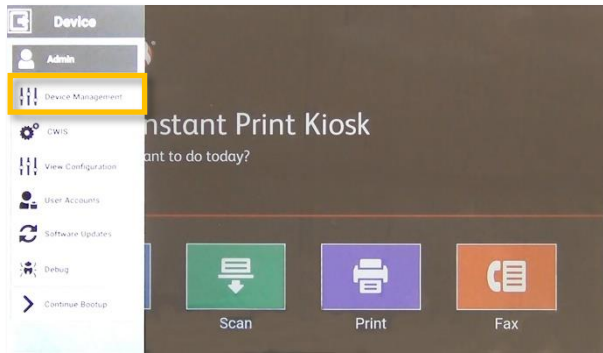 Device
Admin
Device Management
CWIS
View Configuration
User Accounts
Software Updates
Debug
Continue Bootup
nstant Print Kiosk
ant to do today?
Scan
Print
Fax